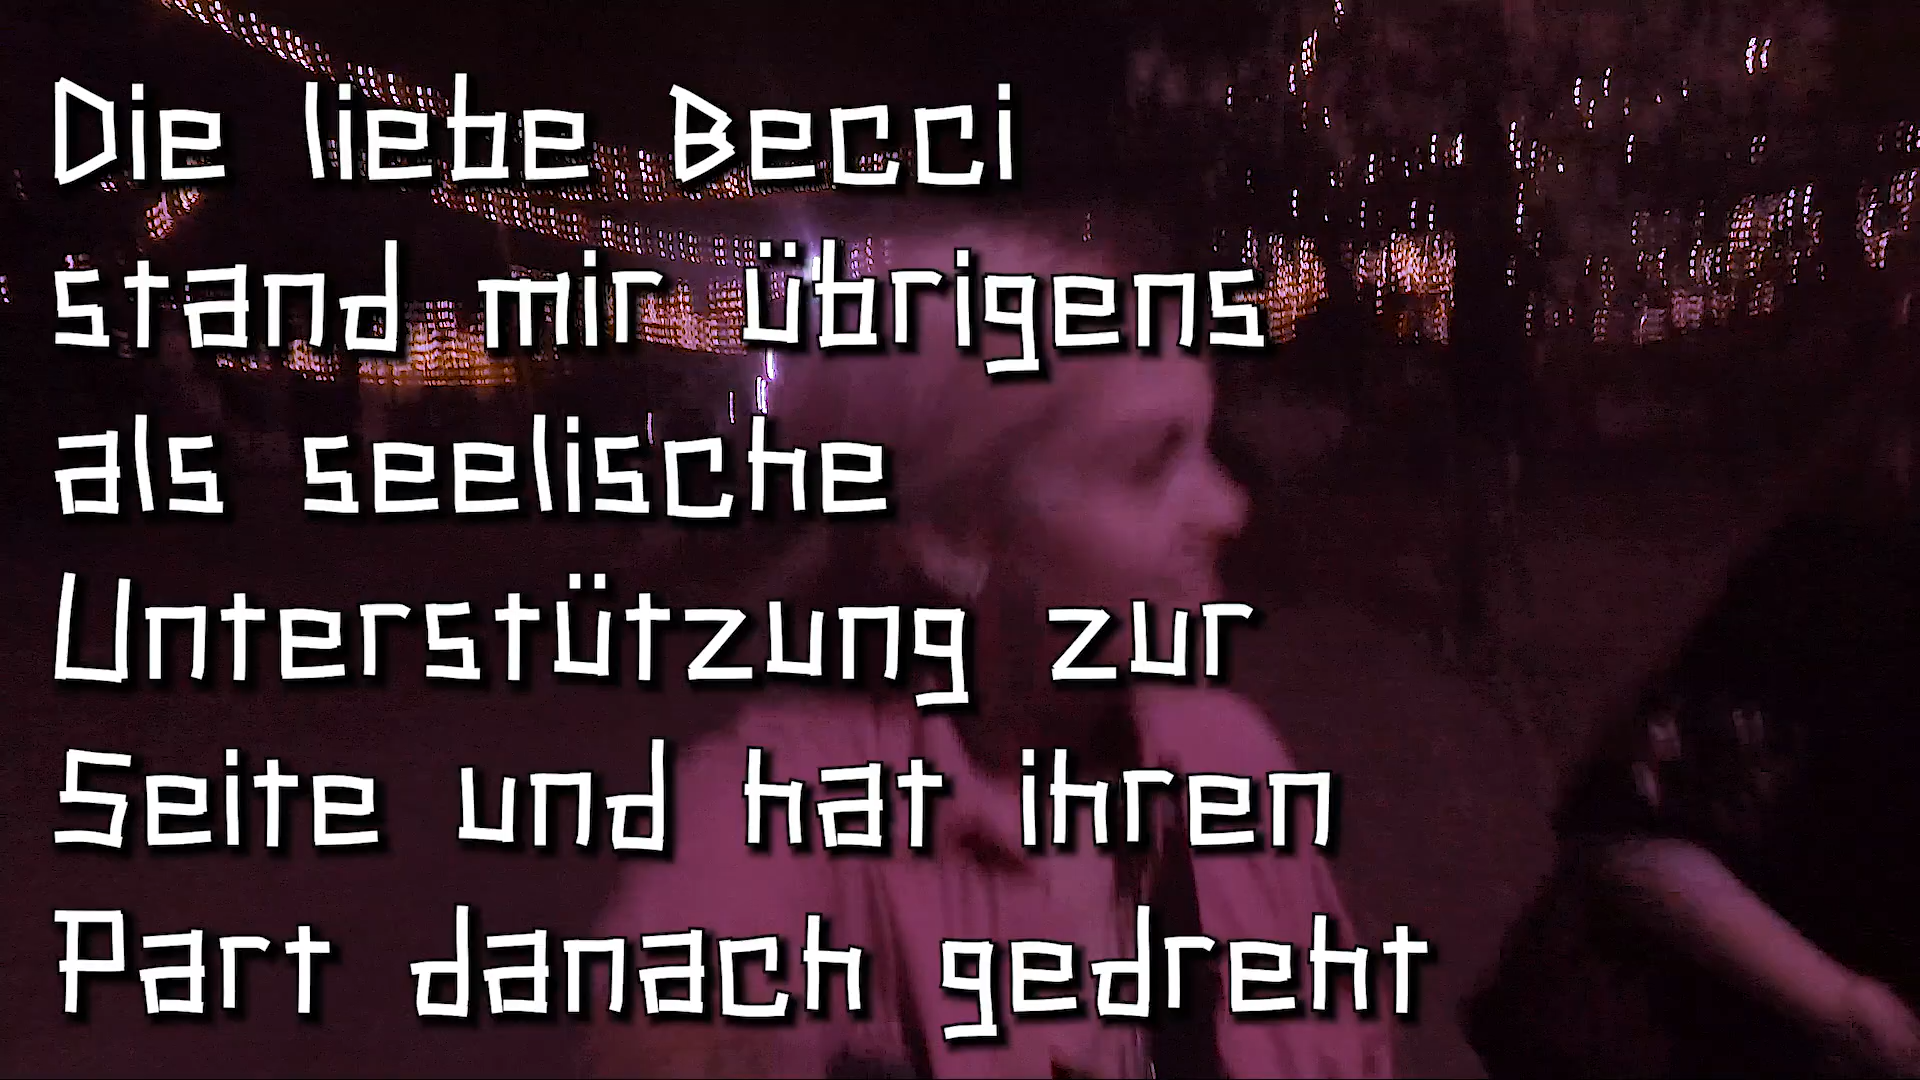 Die liebe Becci
stand mir übrigens
als seelische
Unterstützung zur
Seite und hat ihren
Part danach gedreht